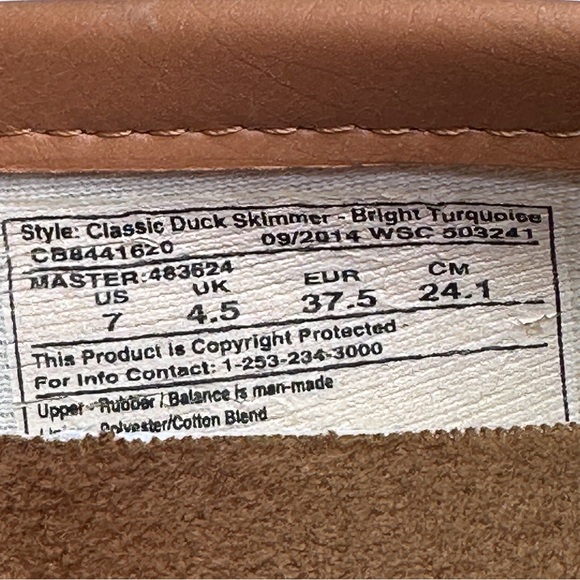 Style: Classic Duck Skimmer - Bright Turquoise
CB8441620 09/2014 WSC 503241
MASTER:483624
US UK EUR CM
7 4.5 37.5 24.1
This Product is Copyright Protected
For Info Contact: 1-253-234-3000
Upper - Rubber / Balance is man-made
Polyester/Cotton Blend